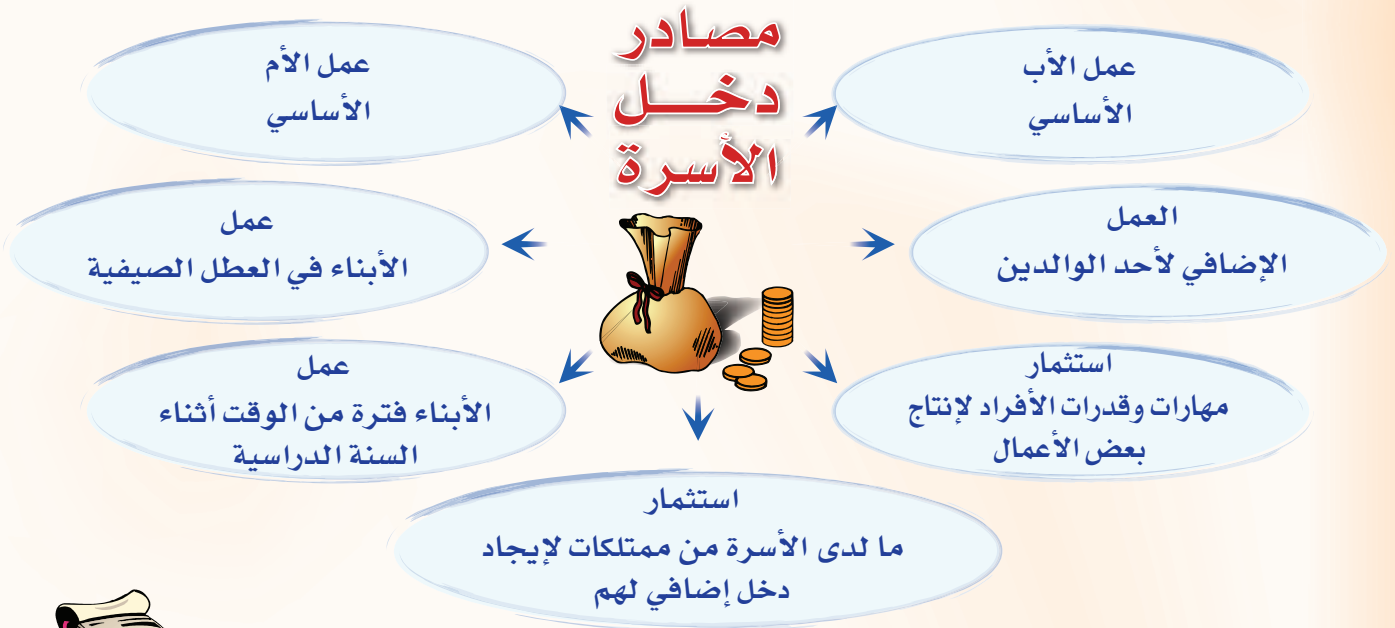 مصادر
دخـــل
الأسرة
عمل الأب
الأساسي
عمل الأم
الأساسي
العمل
الإضافي لأحد الوالدين
عمل
الأبناء في العطل الصيفية
استثمار
مهارات وقدرات الأفراد لإنتاج
بعض الأعمال
عمل
الأبناء فترة من الوقت أثناء
السنة الدراسية
استثمار
ما لدى الأسرة من ممتلكات لإيجاد
دخل إضافي لهم